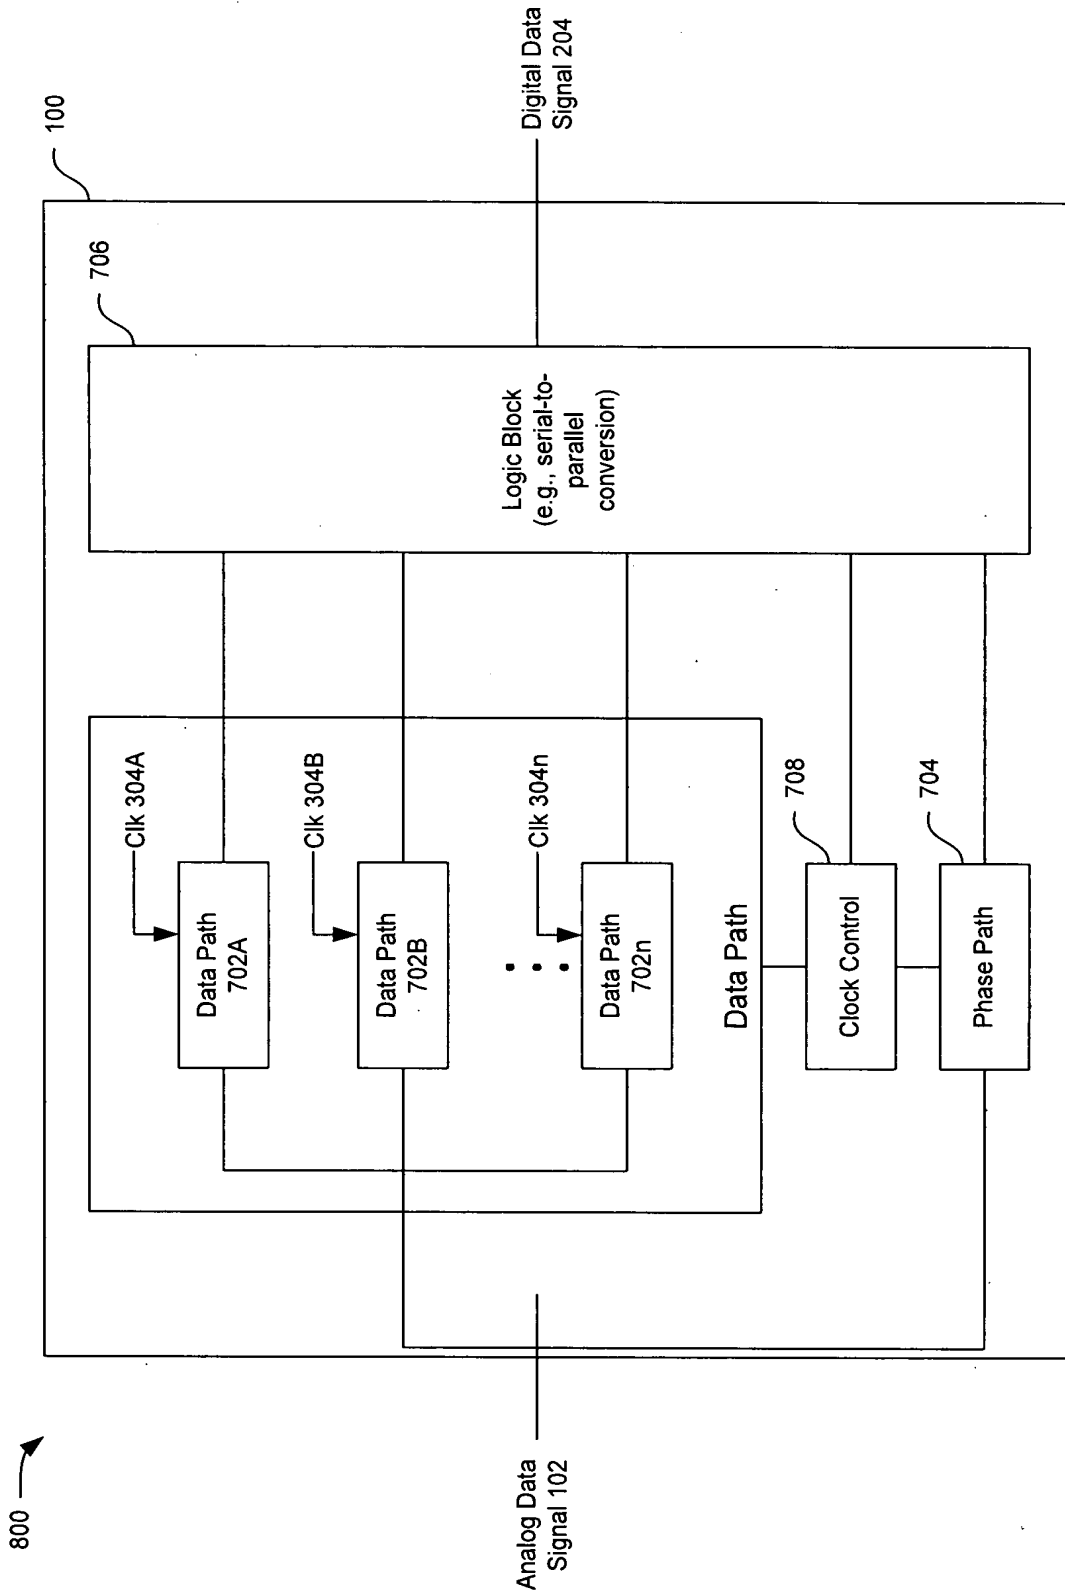 800
100
706
Analog Data
Signal 102
Clk 304A
Data Path
702A
Clk 304B
Data Path
702B
Clk 304n
Data Path
702n
Data Path
708
Clock Control
704
Phase Path
Logic Block
(e.g., serial-to-
parallel
conversion)
Digital Data
Signal 204